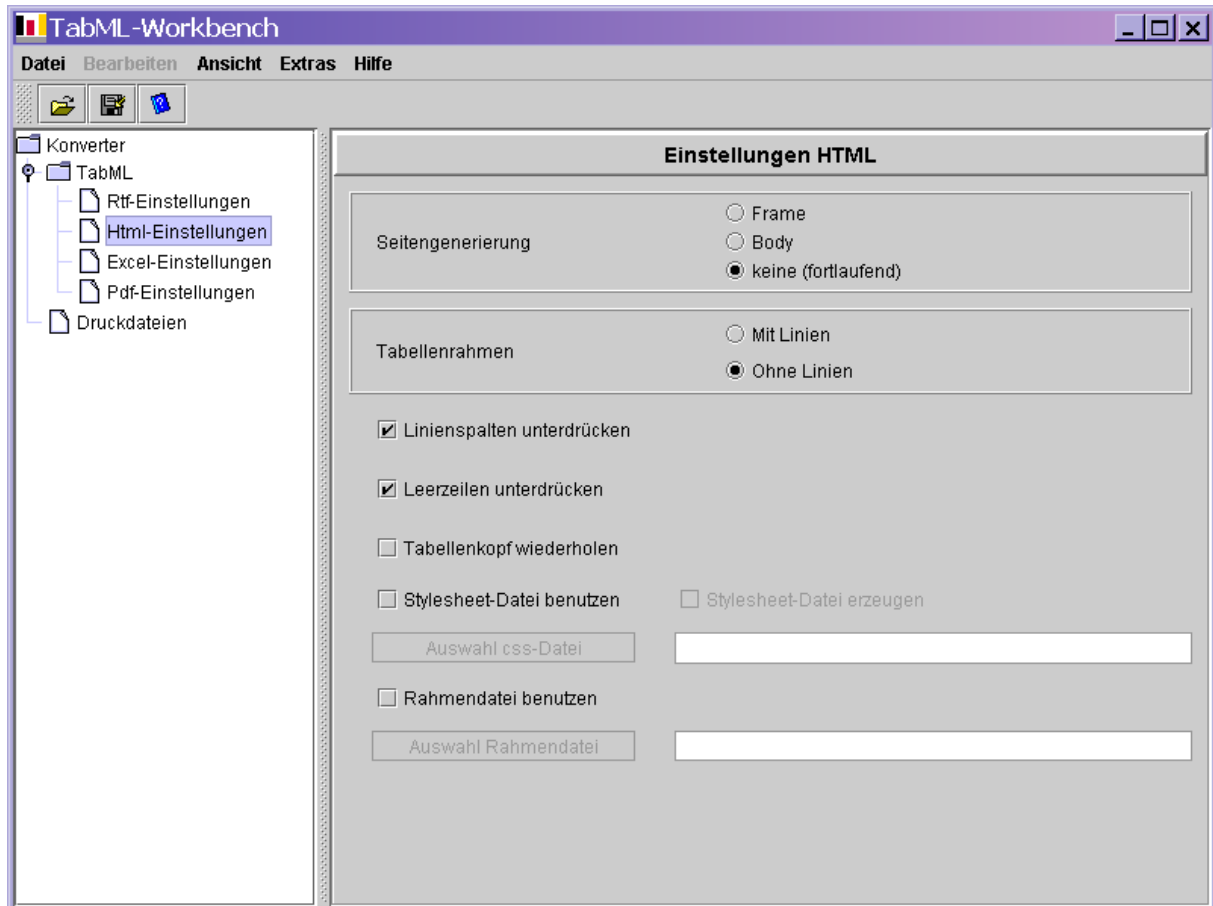 TabML-Workbench
Datei Bearbeiten Ansicht Extras Hilfe
Konverter
TabML
Rtf-Einstellungen
Html-Einstellungen
Excel-Einstellungen
Pdf-Einstellungen
Druckdateien
Einstellungen HTML
Seitengenerierung
Frame
Body
keine (fortlaufend)
Tabellenrahmen
Mit Linien
Ohne Linien
Linienspalten unterdrücken
Leerzeilen unterdrücken
Tabellenkopf wiederholen
Stylesheet-Datei benutzen Stylesheet-Datei erzeugen
Auswahl css-Datei
Rahmendatei benutzen
Auswahl Rahmendatei